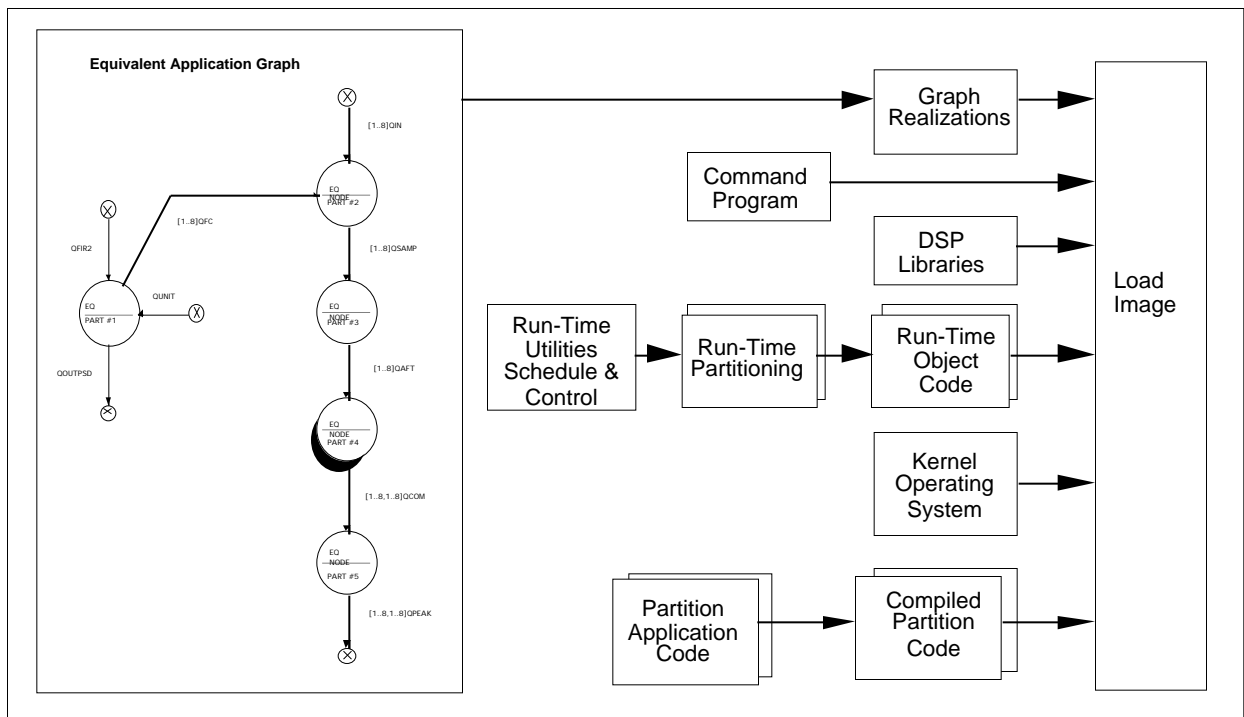 Equivalent Application Graph
[1..8]QIN
EQ
NODE
PART #2
[1..8]QFC
QFIR2
[1..8]QSAMP
QUNIT
EQ
PART #1
EQ
NODE
PART #3
QOUTPSD
[1..8]QAFT
EQ
NODE
PART #4
[1..8,1..8]QCOM
EQ
NODE
PART #5
[1..8,1..8]QPEAK
Graph
Realizations
Command
Program
DSP
Libraries
Run-Time
Utilities
Schedule &
Control
Run-Time
Partitioning
Run-Time
Object
Code
Kernel
Operating
System
Partition
Application
Code
Compiled
Partition
Code
Load
Image